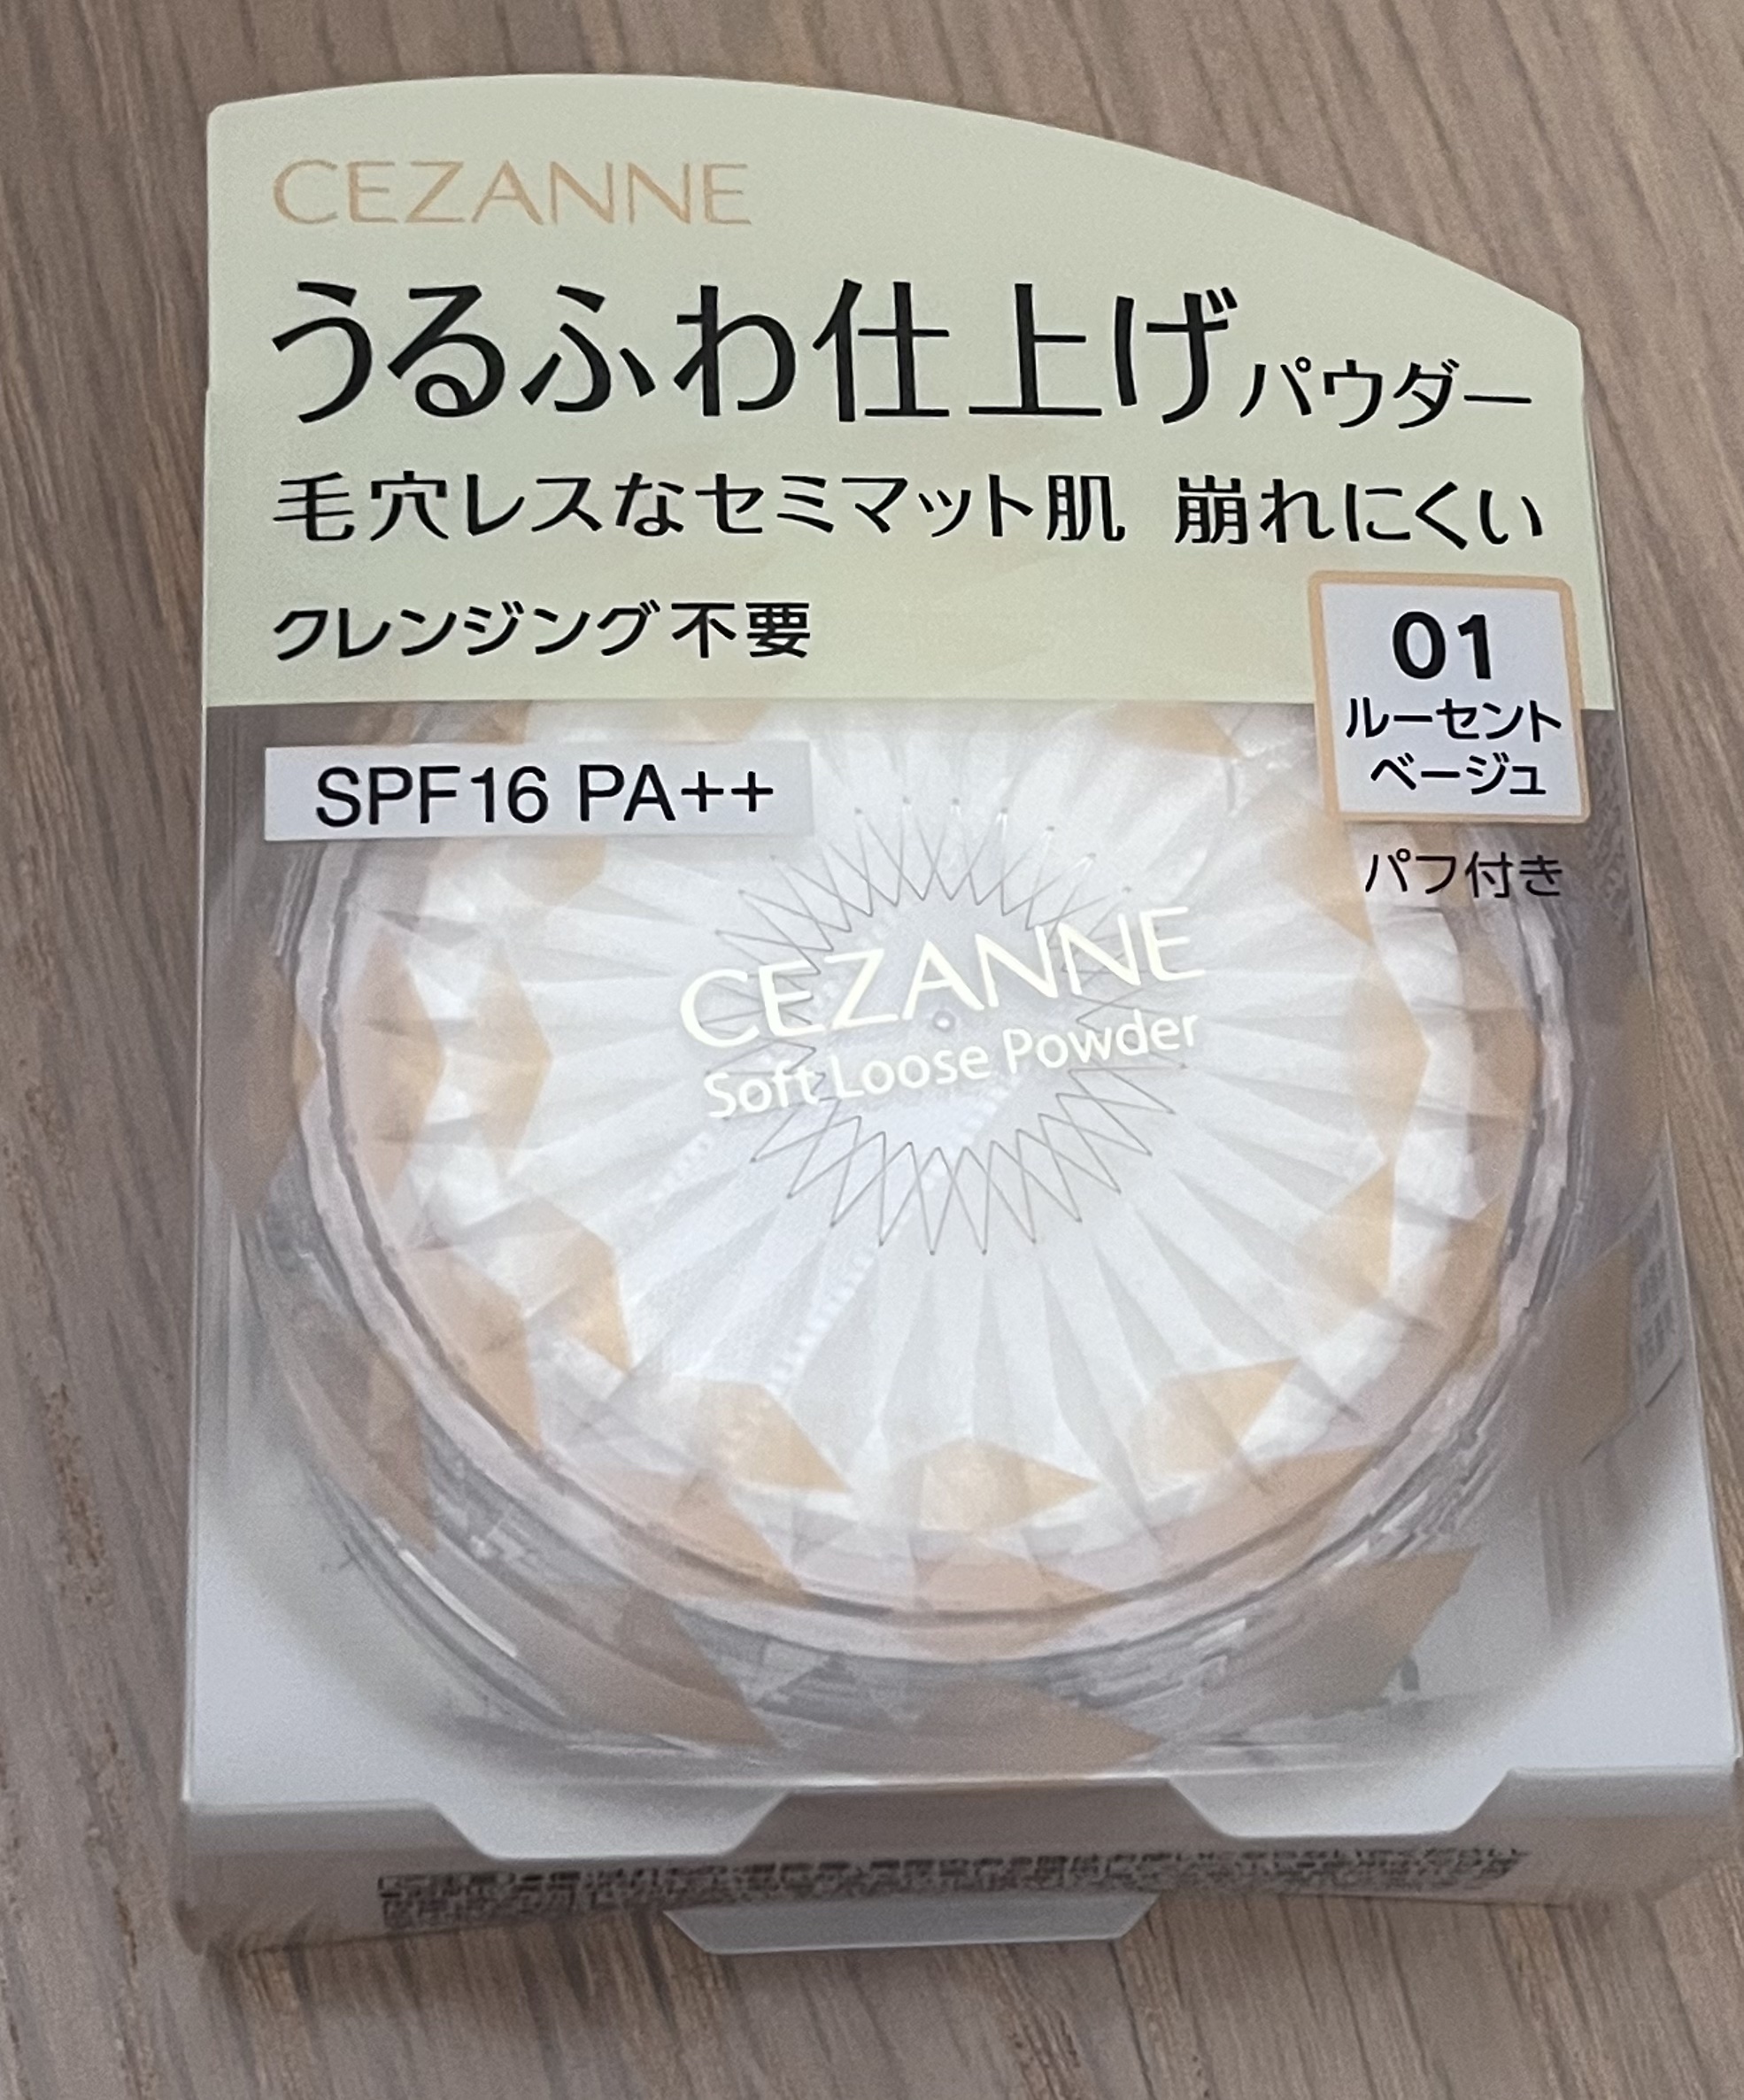 CEZANNE
うるふわ仕上げパウダー
毛穴レスなセミマット肌 崩れにくい
クレンジング不要
01
ルーセント
ベージュ
SPF16 PA++
パフ付き
CEZANNE
Soft Loose Powder